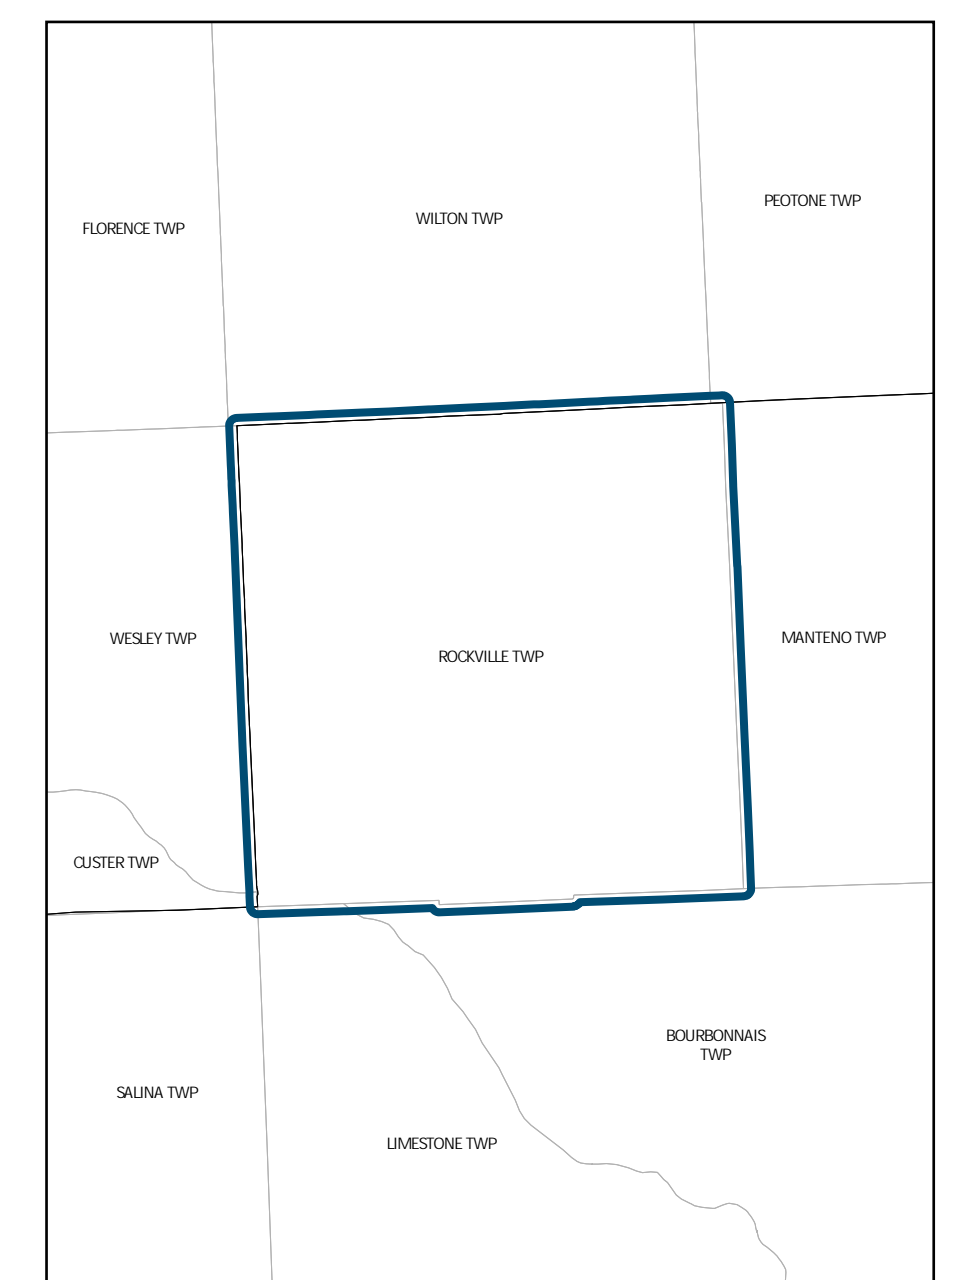 PEOTONE TWP
WILTON TWP
FLORENCE TWP
WESLEY TWP
MANTENO TWP
ROCKVILLE TWP
CUSTER TWP
BOURBONNAIS
TWP
SALINA TWP
LIMESTONE TWP